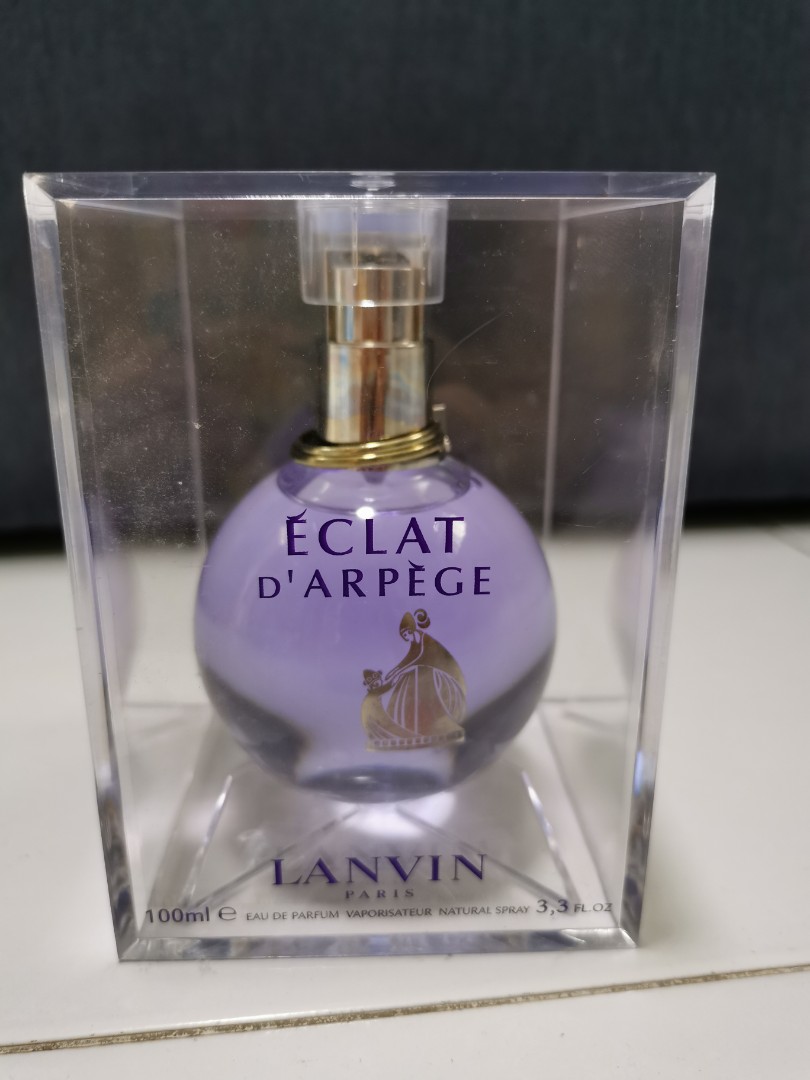 ÉCLAT
D'ARPÈGE
LANVIN
PARIS
100ml e EAU DE PARFUM VAPORISATEUR NATURAL SPRAY 3,3 FL.OZ